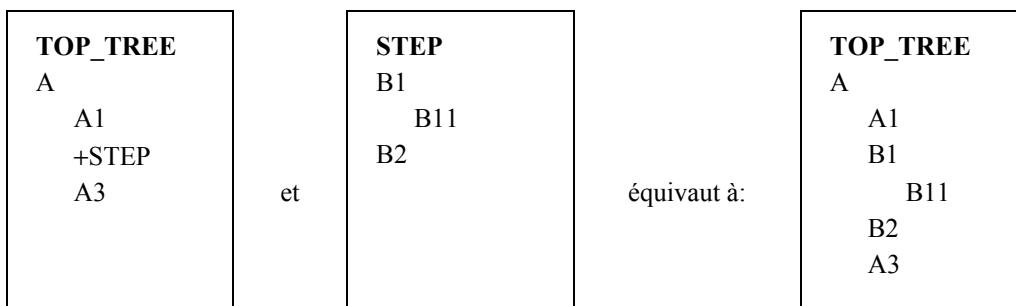 TOP_TREE
A
A1
+STEP
A3
et
STEP
B1
B11
B2
équivaut à:
TOP_TREE
A
A1
B1
B11
B2
A3